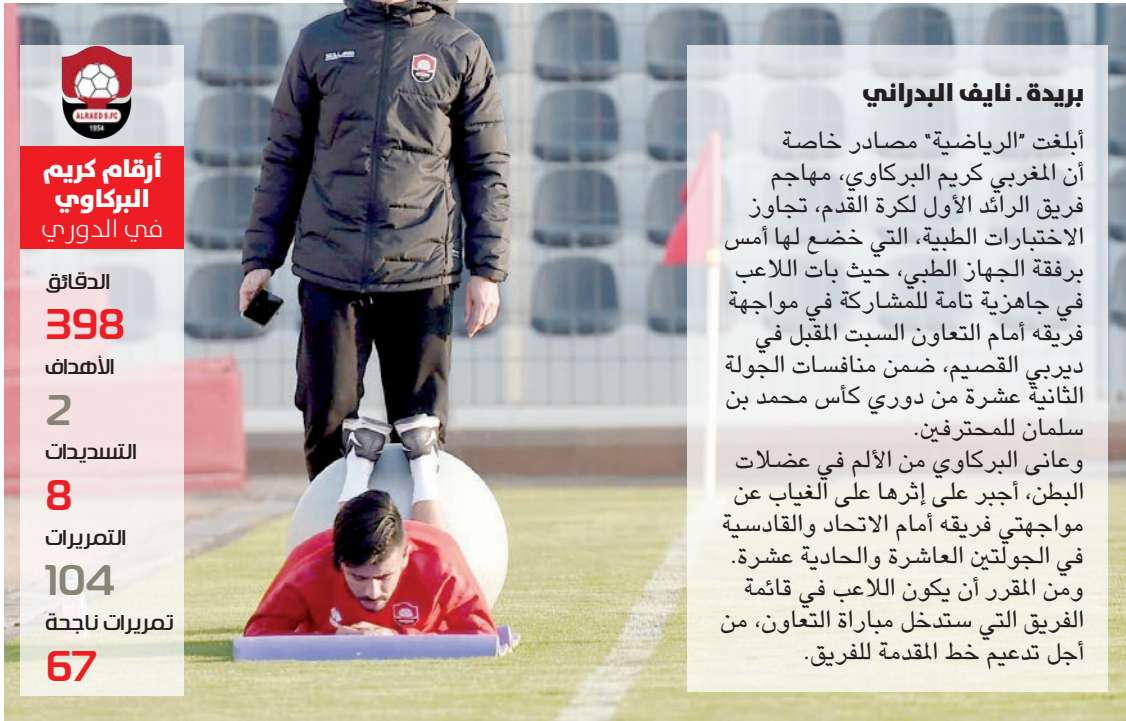 بريدة ـ نايف البدراني
أبلغت "الرياضية" مصادر خاصة
أن المغربي كريم البركاوي، مهاجم
فريق الرائد الأول لكرة القدم، تجاوز
الاختبارات الطبية، التي خضع لها أمس
برفقة الجهاز الطبي، حيث بات اللاعب
في جاهزية تامة للمشاركة في مواجهة
فريقه أمام التعاون السبت المقبل في
ديربي القصيم، ضمن منافسات الجولة
الثانية عشرة من دوري كأس محمد بن
سلمان للمحترفين.
وعانى البركاوي من الألم في عضلات
البطن، أجبر على إثرها على الغياب عن
مواجهتي فريقه أمام الاتحاد والقادسية
في الجولتين العاشرة والحادية عشرة.
ومن المقرر أن يكون اللاعب في قائمة
الفريق التي ستدخل مباراة التعاون، من
أجل تدعيم خط المقدمة للفريق.
ALRAED S.FC
1954
أرقام كريم
البركاوي
في الدوري
الدقائق
398
الأهداف
2
التسديدات
8
التمريرات
104
تمريرات ناجحة
67